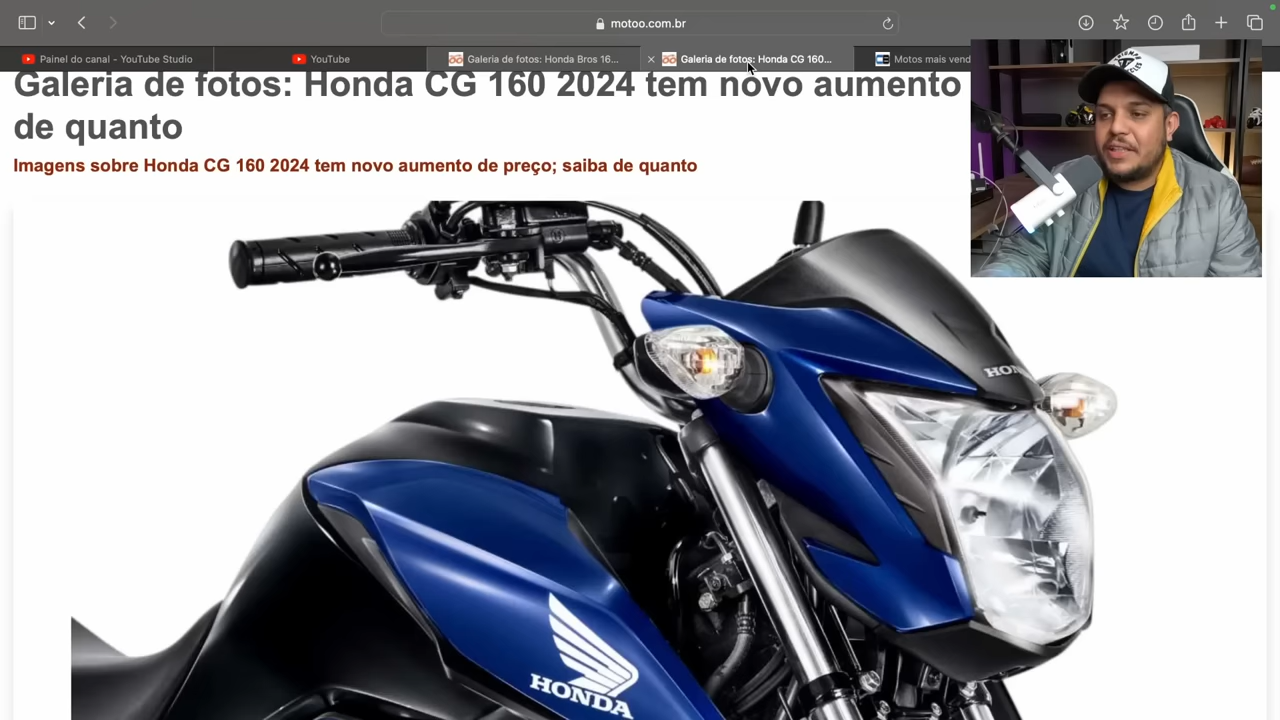 motoo.com.br
Painel do canal - YouTube Studio
YouTube
Galeria de fotos: Honda Bros 16...
Galeria de fotos: Honda CG 160...
Motos mais vend
Galeria de fotos: Honda CG 160 2024 tem novo aumento
de quanto
Imagens sobre Honda CG 160 2024 tem novo aumento de preço; saiba de quanto
HON
HONDA